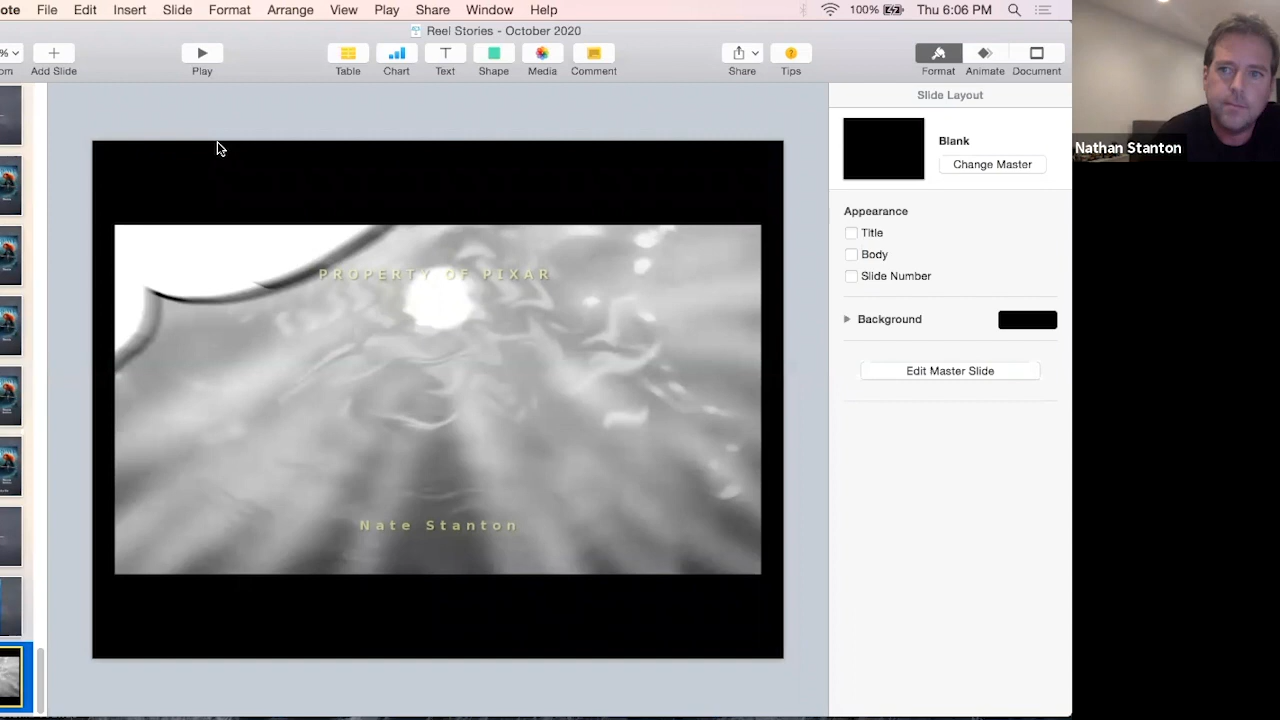 ote File Edit Insert Slide Format Arrange View Play Share Window Help 100% Thu 6:06 PM
Reel Stories - October 2020
%
om Add Slide Play Table Chart Text Shape Media Comment Share Tips Format Animate Document
Slide Layout
Blank
Change Master
Appearance
Title
Body
Slide Number
Background
Edit Master Slide
PROPERTY OF PIXAR
Nate Stanton
Nathan Stanton